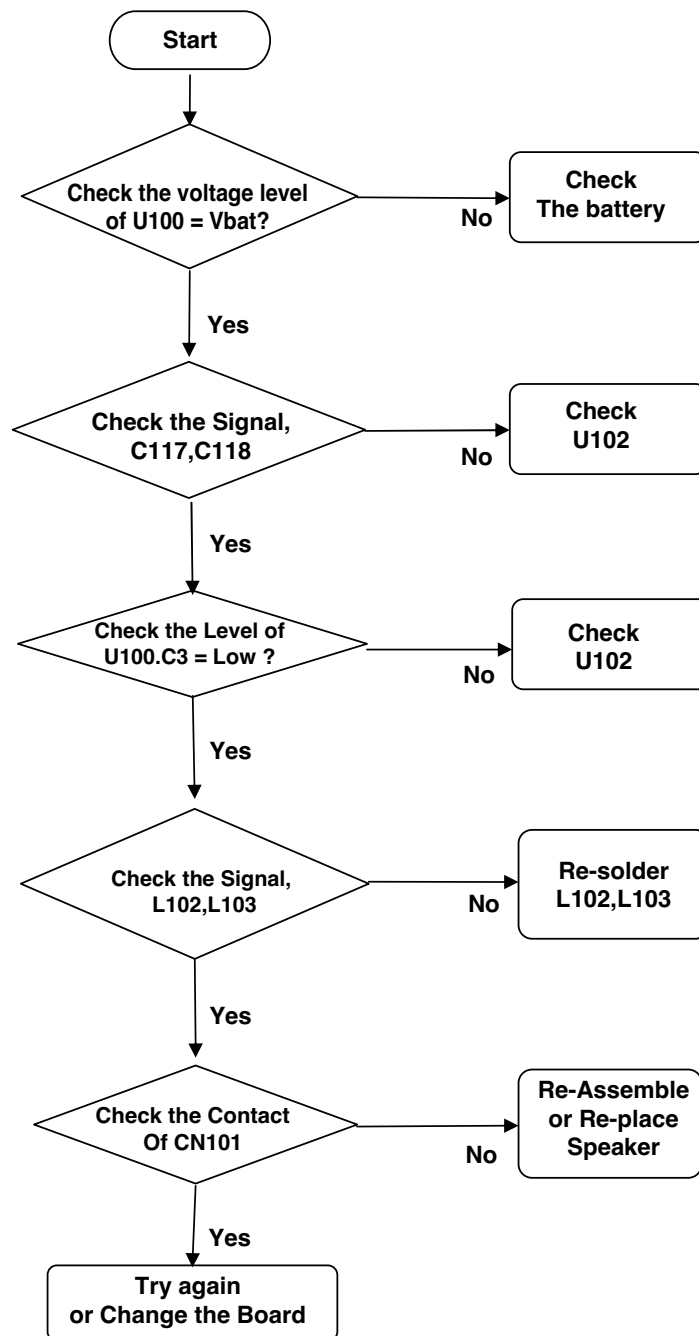 Start
Check the voltage level
of U100 = Vbat?
No
Check
The battery
Yes
Check the Signal,
C117,C118
No
Check
U102
Yes
Check the Level of
U100.C3 = Low ?
No
Check
U102
Yes
Check the Signal,
L102,L103
No
Re-solder
L102,L103
Yes
Check the Contact
Of CN101
No
Re-Assemble
or Re-place
Speaker
Yes
Try again
or Change the Board